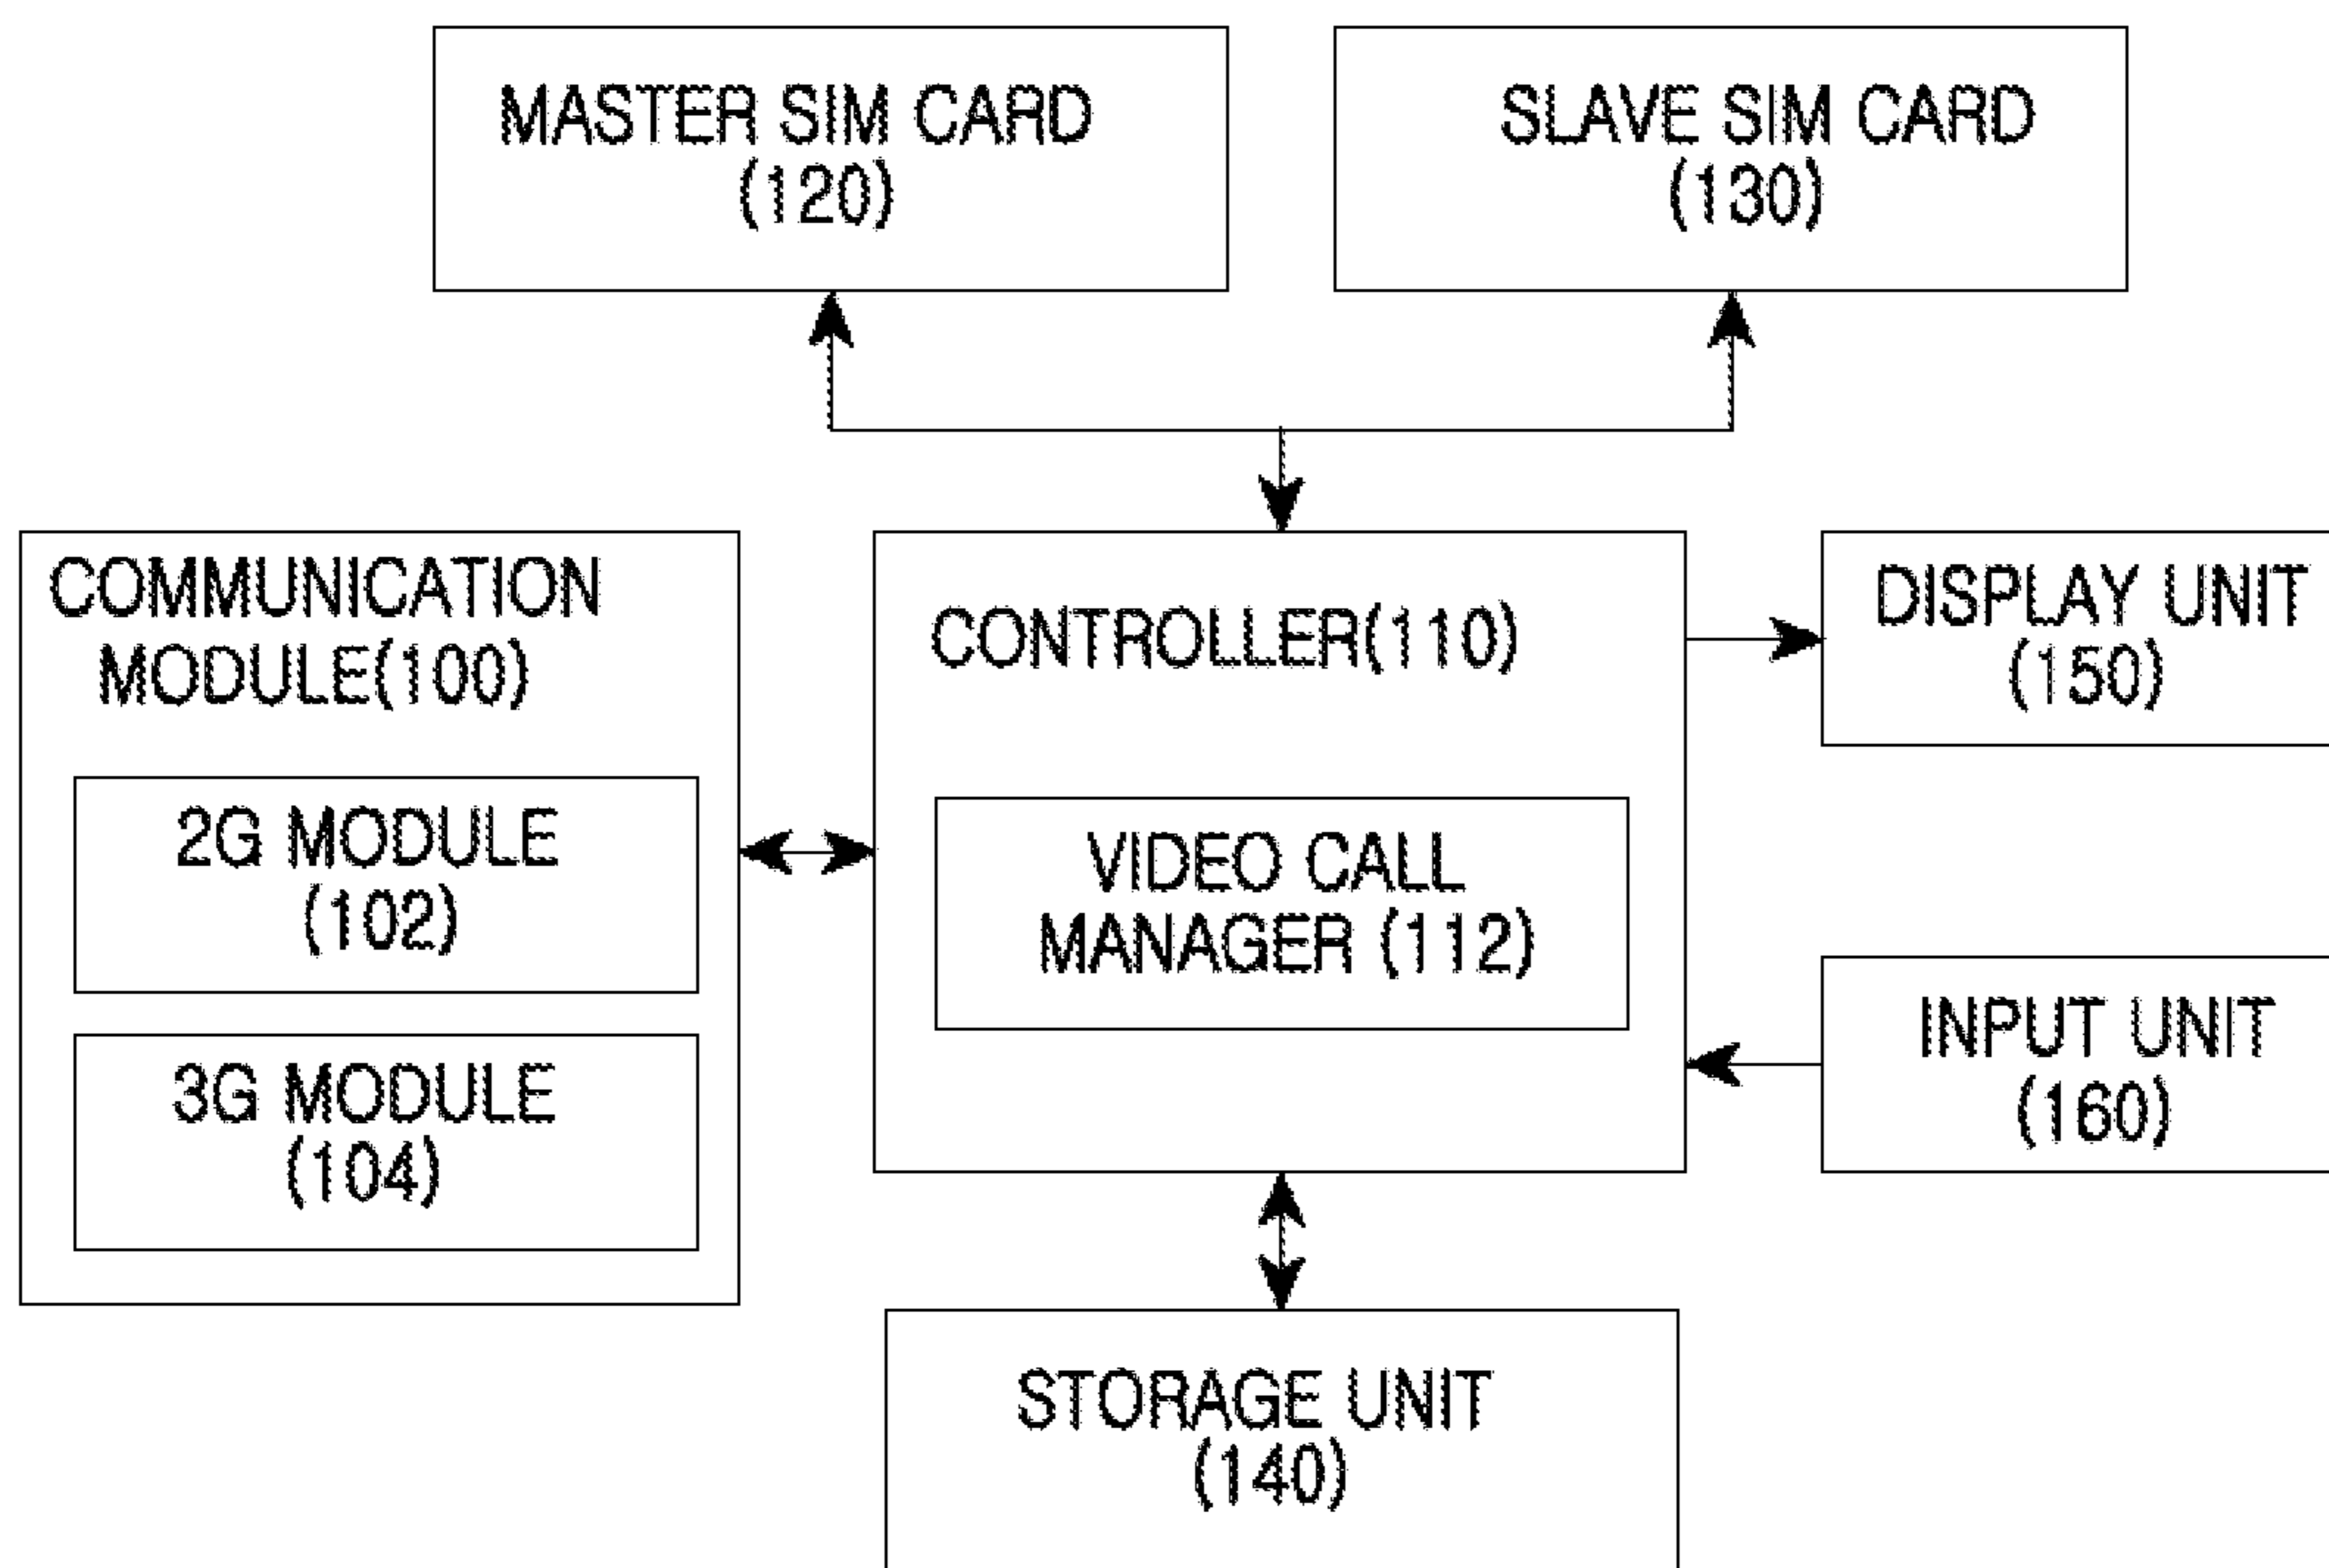 MASTER SIM CARD
(120)
SLAVE SIM CARD
(130)
COMMUNICATION
MODULE(100)
2G MODULE
(102)
3G MODULE
(104)
CONTROLLER(110)
VIDEO CALL
MANAGER (112)
DISPLAY UNIT
(150)
INPUT UNIT
(160)
STORAGE UNIT
(140)